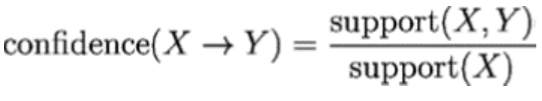 confidence(X → Y) = support(X, Y) / support(X)